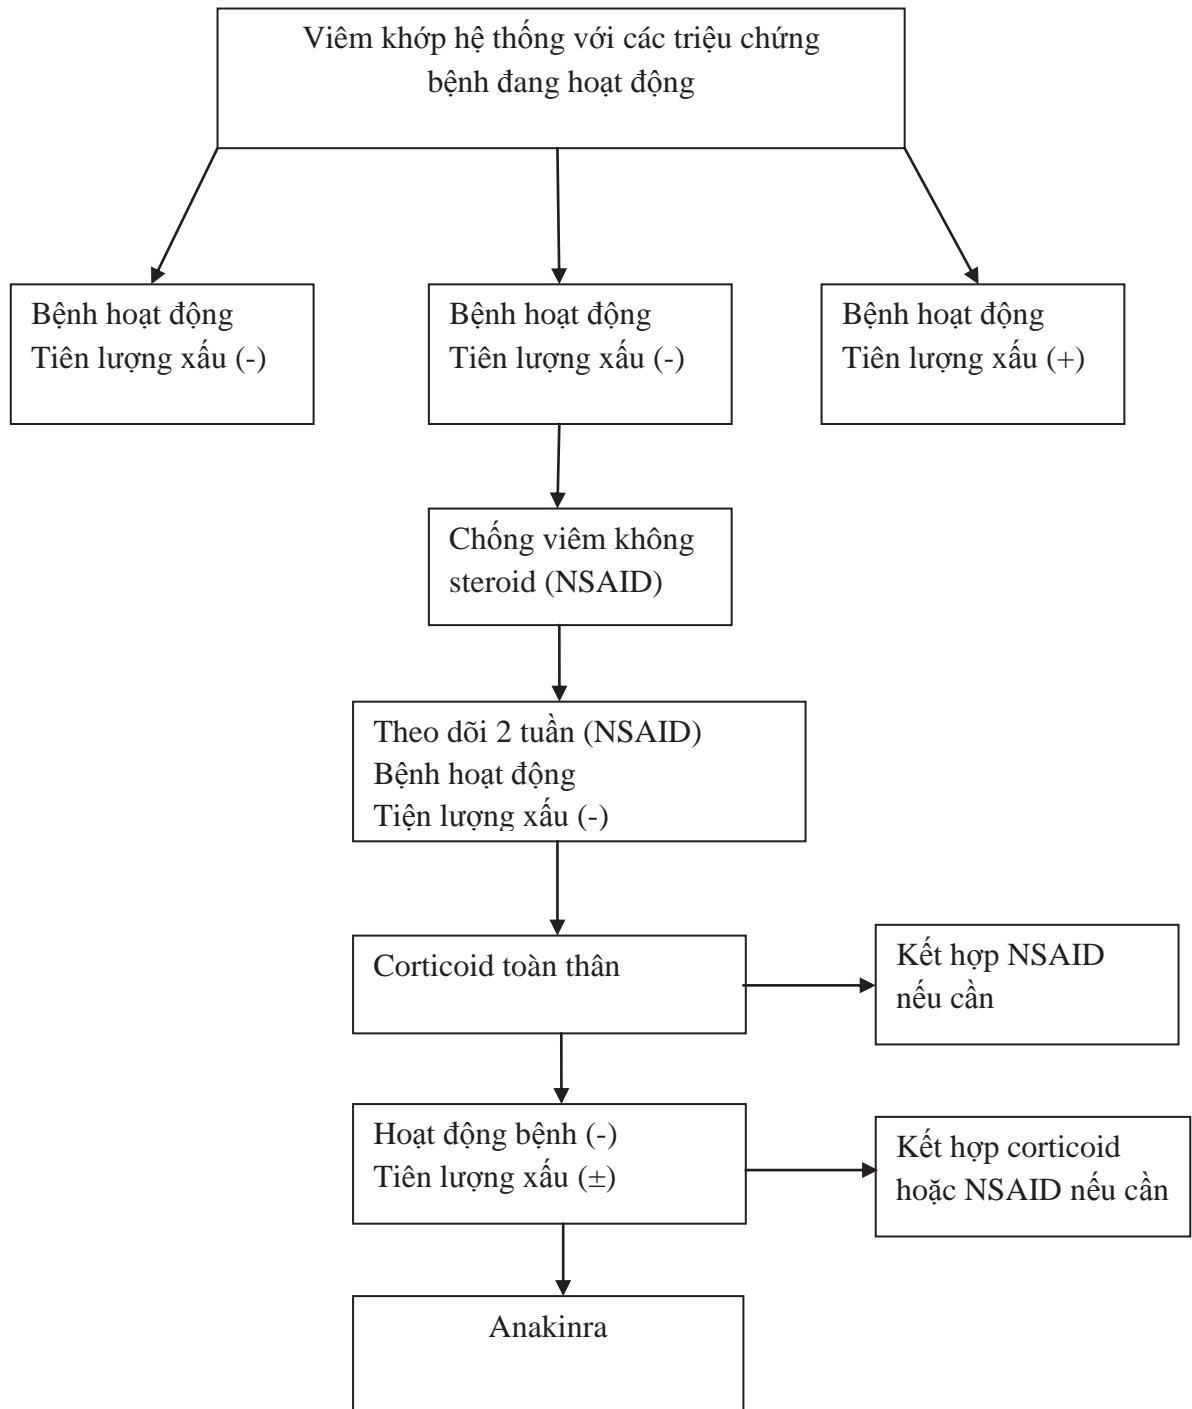 Viêm khớp hệ thống với các triệu chứng
bệnh đang hoạt động
Bệnh hoạt động
Tiên lượng xấu (-)
Bệnh hoạt động
Tiên lượng xấu (-)
Bệnh hoạt động
Tiên lượng xấu (+)
Chống viêm không
steroid (NSAID)
Theo dõi 2 tuần (NSAID)
Bệnh hoạt động
Tiện lượng xấu (-)
Corticoid toàn thân
Kết hợp NSAID
nếu cần
Hoạt động bệnh (-)
Tiên lượng xấu (±)
Kết hợp corticoid
hoặc NSAID nếu cần
Anakinra